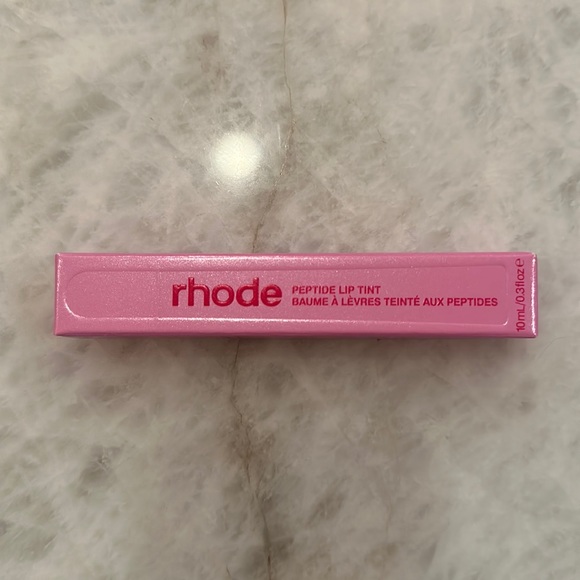 rhode
PEPTIDE LIP TINT
BAUME À LÈVRES TEINTÉ AUX PEPTIDES
10mL/0.3floz℮